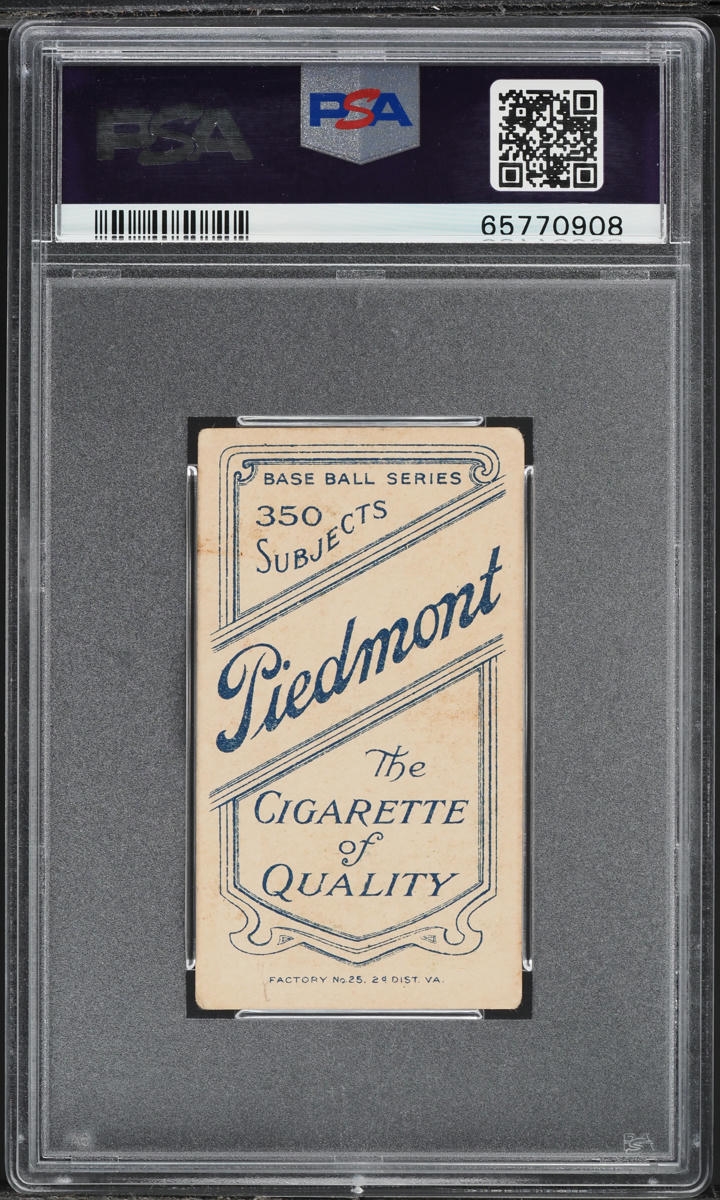 PSA
PSA
65770908
BASE BALL SERIES
350
SUBJECTS
Piedmont
The
CIGARETTE
of
QUALITY
FACTORY No. 25. 2d DIST. VA.
PSA